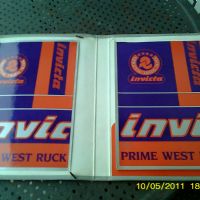 invicta
invicta
invicta
invic
invic
WEST RUCK
PRIME WEST
10/05/2011 18